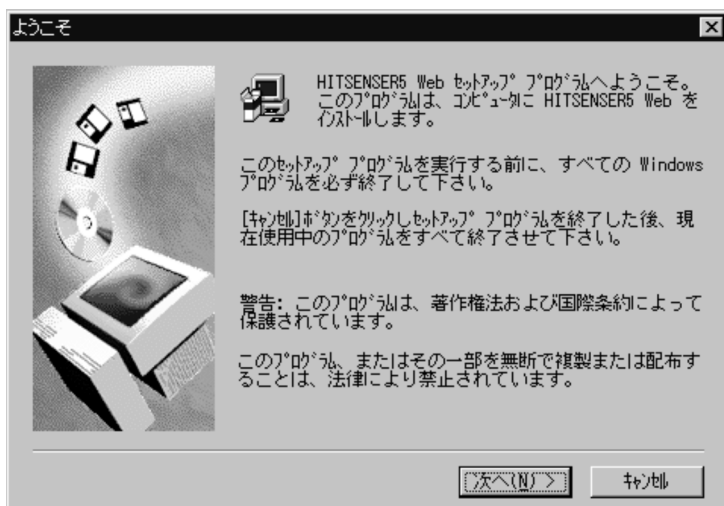 ようこそ
HITSENSER5 Web ｾｯﾄｱｯﾌﾟ ﾌﾟﾛｸﾞﾗﾑへようこそ。
このﾌﾟﾛｸﾞﾗﾑは、ｺﾝﾋﾟｭｰﾀに HITSENSER5 Web を
ｲﾝｽﾄｰﾙします。
このｾｯﾄｱｯﾌﾟ ﾌﾟﾛｸﾞﾗﾑを実行する前に、すべての Windows
ﾌﾟﾛｸﾞﾗﾑを必ず終了して下さい。
[ｷｬﾝｾﾙ]ﾎﾞﾀﾝをｸﾘｯｸしｾｯﾄｱｯﾌﾟ ﾌﾟﾛｸﾞﾗﾑを終了した後、現
在使用中のﾌﾟﾛｸﾞﾗﾑをすべて終了させて下さい。
警告: このﾌﾟﾛｸﾞﾗﾑは、著作権法および国際条約によって
保護されています。
このﾌﾟﾛｸﾞﾗﾑ、またはその一部を無断で複製または配布す
ることは、法律により禁止されています。
次へ(N) >
ｷｬﾝｾﾙ